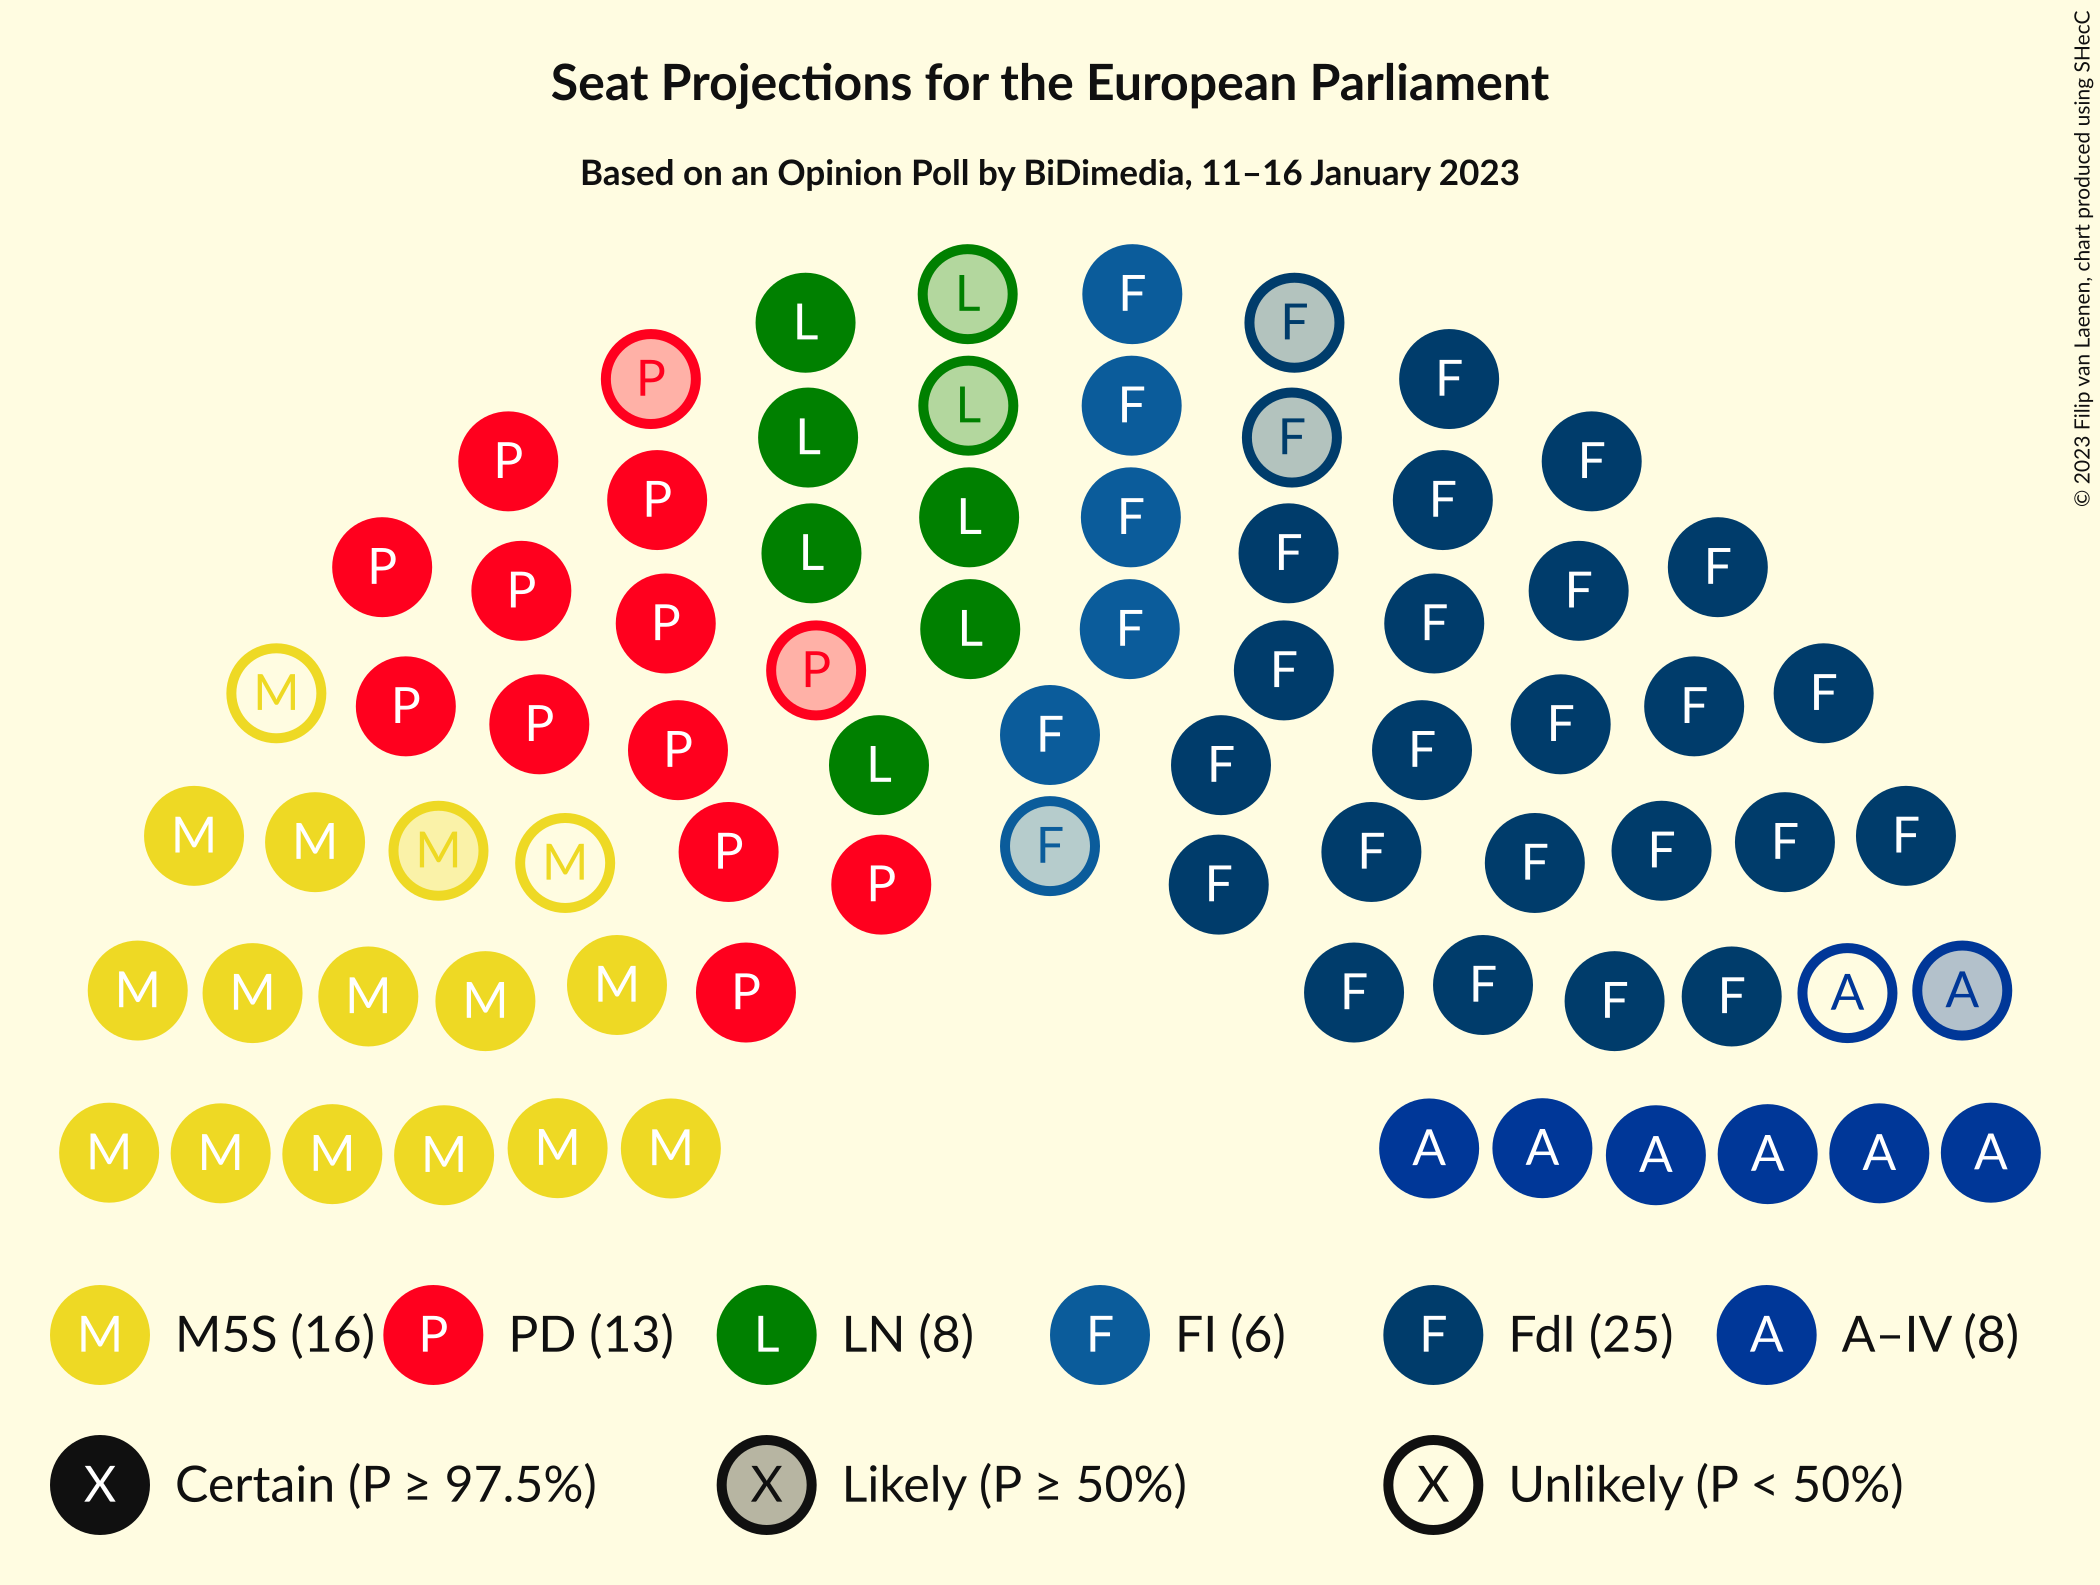 Seat Projections for the European Parliament
Based on an Opinion Poll by BiDimedia, 11–16 January 2023
© 2023 Filip van Laenen, chart produced using SHecC
L F
L F
P F
L F
L F
P F
P F
L F
L F
P F
P F
L F
P F
P F
L F
M F
P F
P F
F
P F
L F
M F
M F
F
M F
P F
M F
P F
M F
M F
M F
M F
M F
P F
M A
M A
M M M M M M A A A A A A
M M5S (16) P PD (13) L LN (8) F FI (6) F FdI (25) A A–IV (8)
X Certain (P ≥ 97.5%) X Likely (P ≥ 50%) X Unlikely (P < 50%)